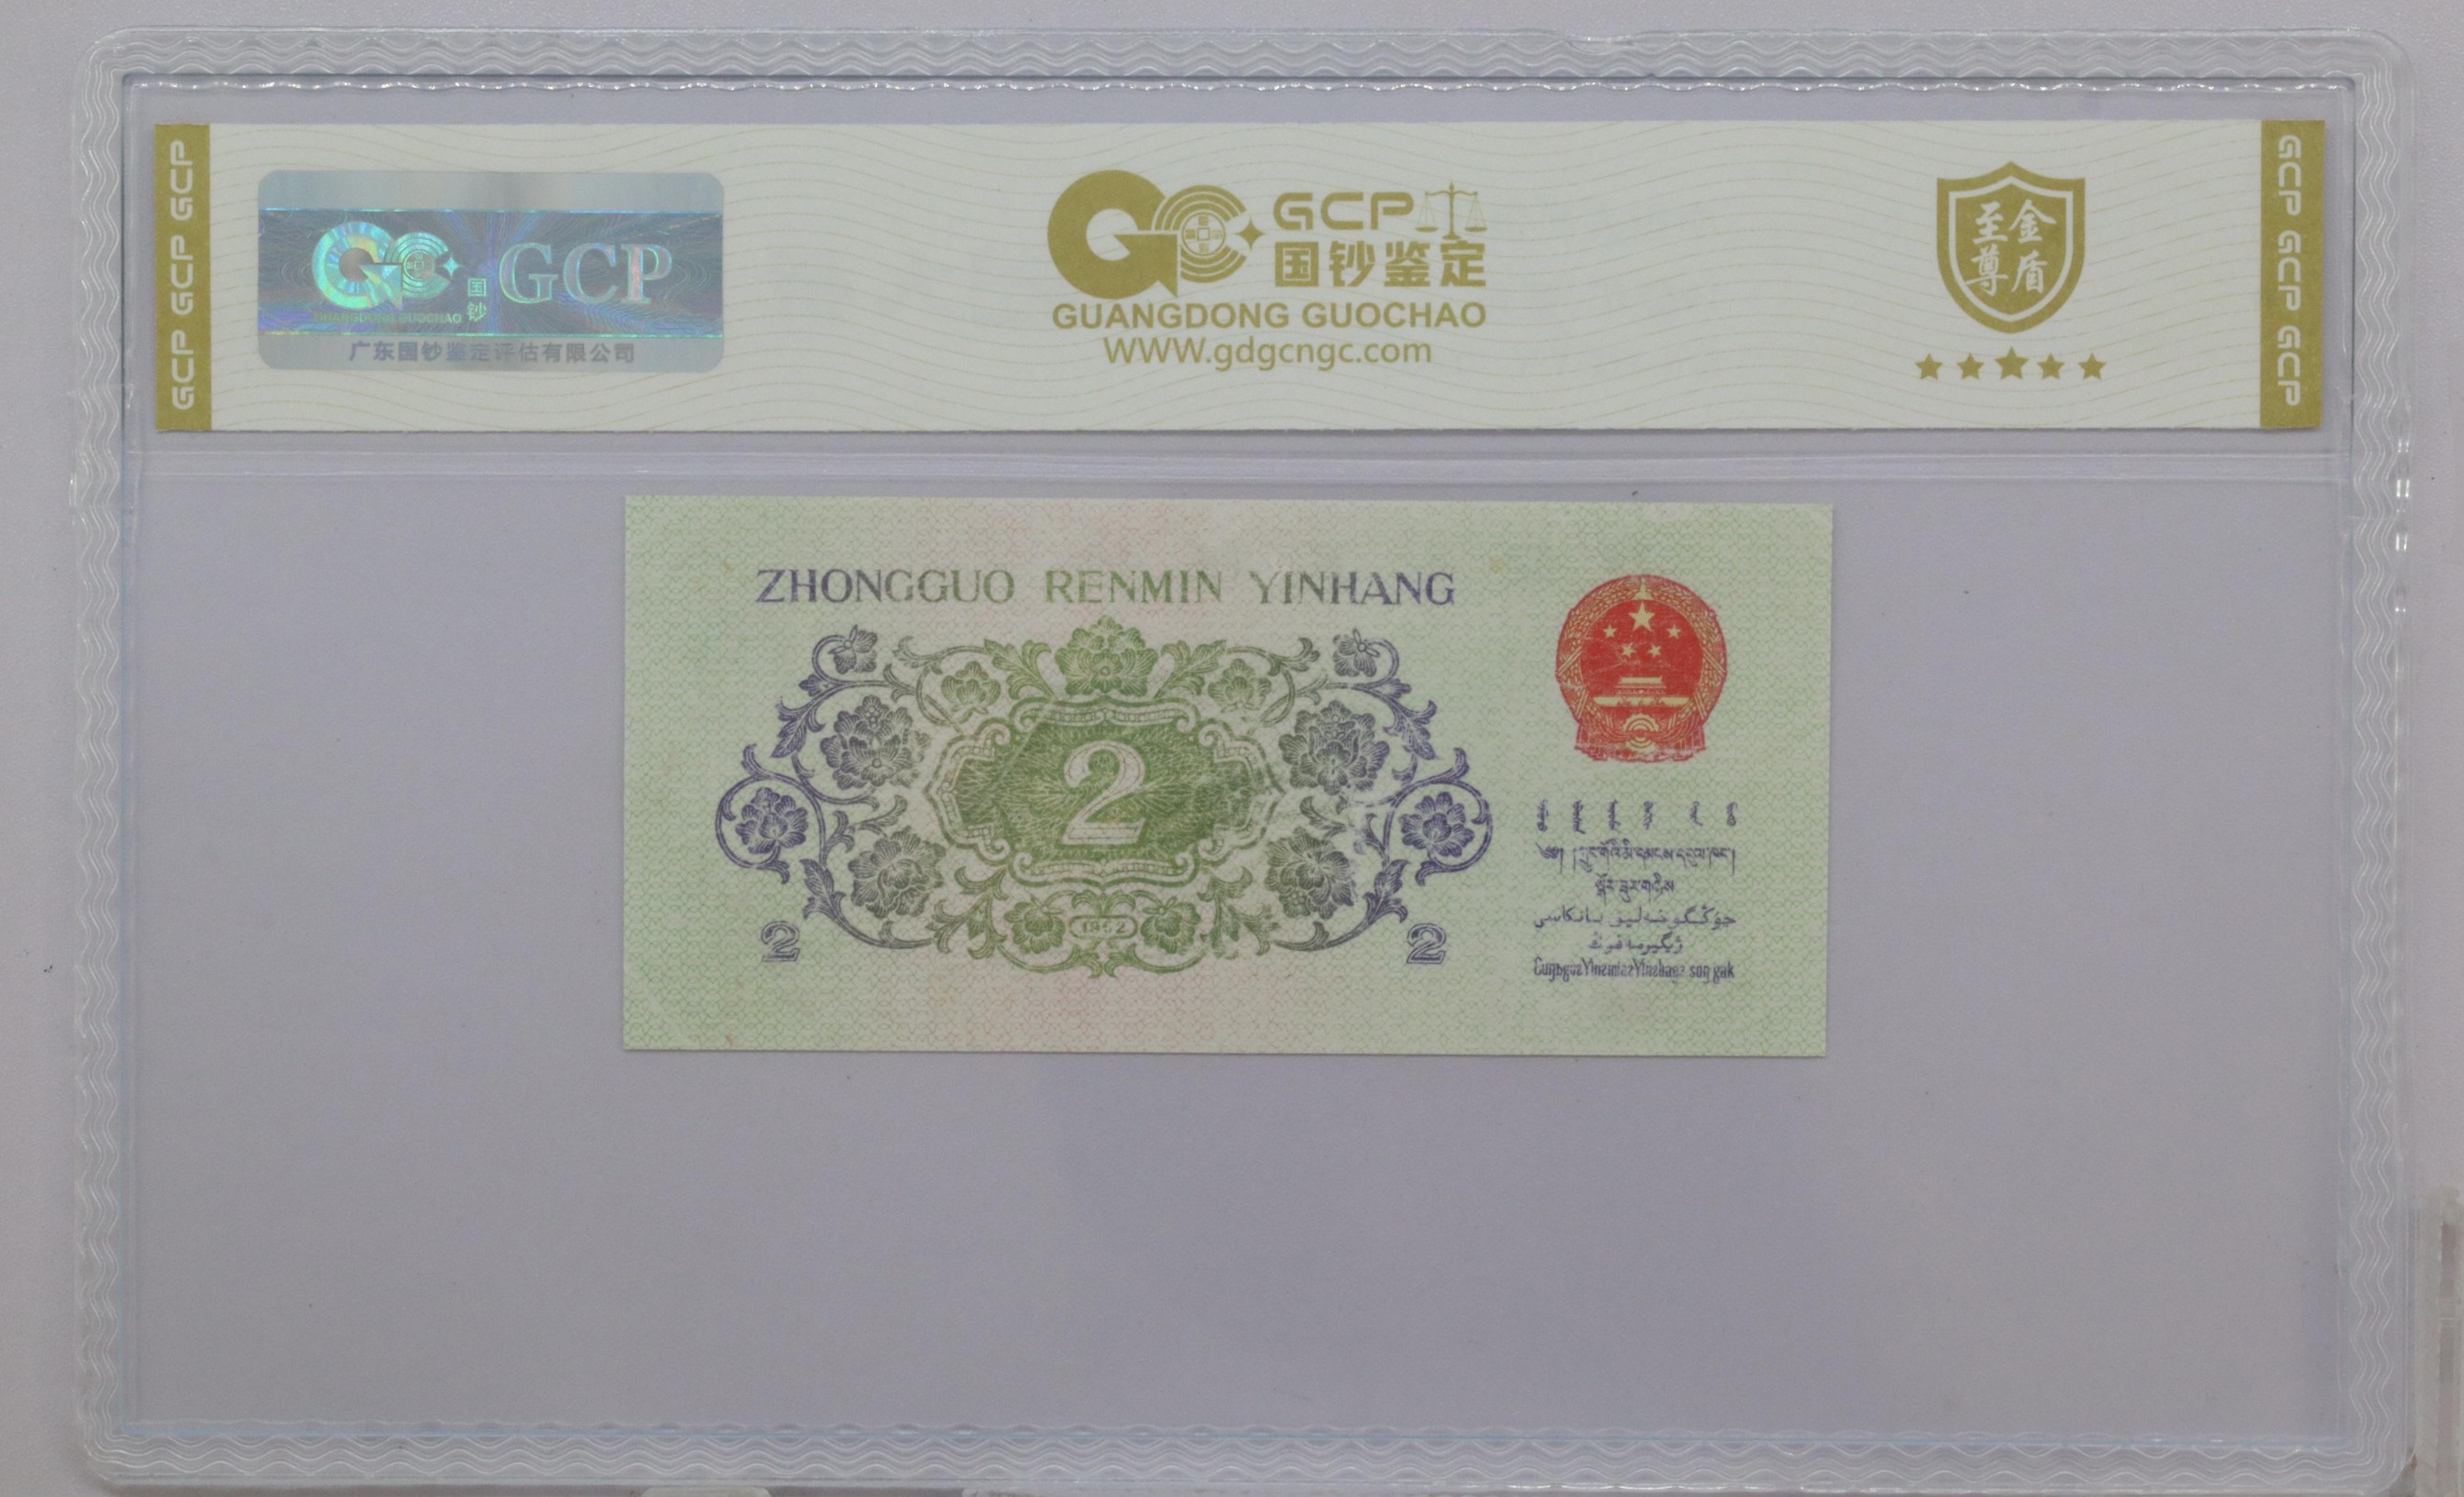 GCP GCP GCP
GCP
国钞
GUANGDONG GUOCHAO
广东国钞鉴定评估有限公司
GCP
国钞鉴定
GUANGDONG GUOCHAO
WWW.gdgcngc.com
至尊
金盾
GCP GCP GCP
ZHONGGUO RENMIN YINHANG
2
1962
2
2